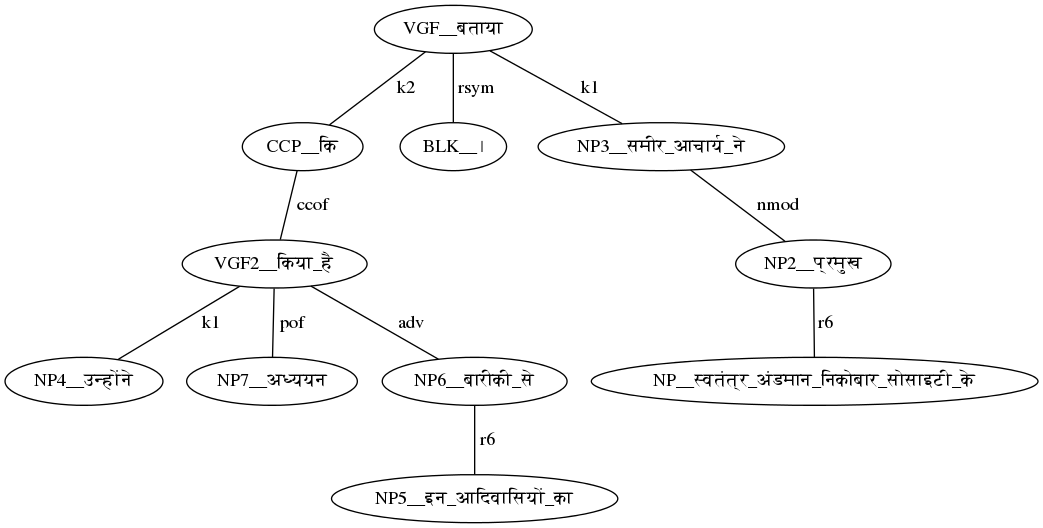 VGF__बताया
k2 rsym k1
CCP__कि BLK__। NP3__समीर_आचार्य_ने
ccof nmod
VGF2__किया_है NP2__प्रमुख
k1 pof adv r6
NP4__उन्होंने NP7__अध्ययन NP6__बारीकी_से NP__स्वतंत्र_अंडमान_निकोबार_सोसाइटी_के
r6
NP5__इन_आदिवासियों_का